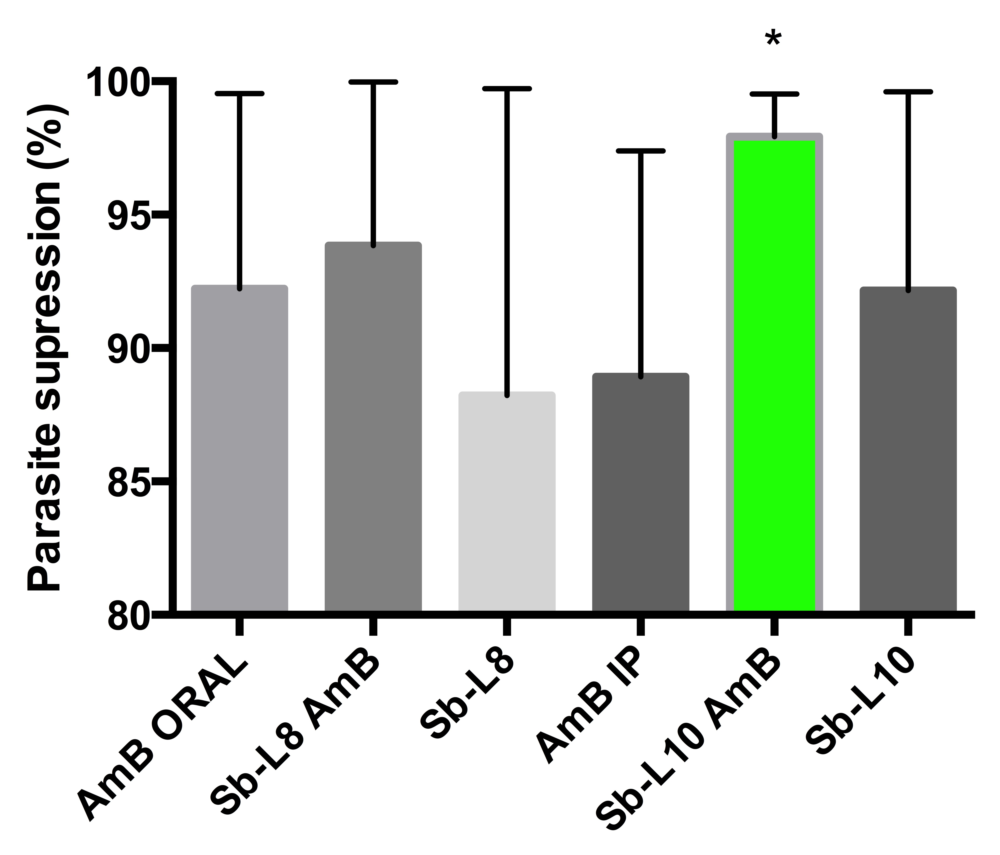 *
Parasite supression (%)
100
95
90
85
80
AmB ORAL
Sb-L8 AmB
Sb-L8
AmB IP
Sb-L10 AmB
Sb-L10